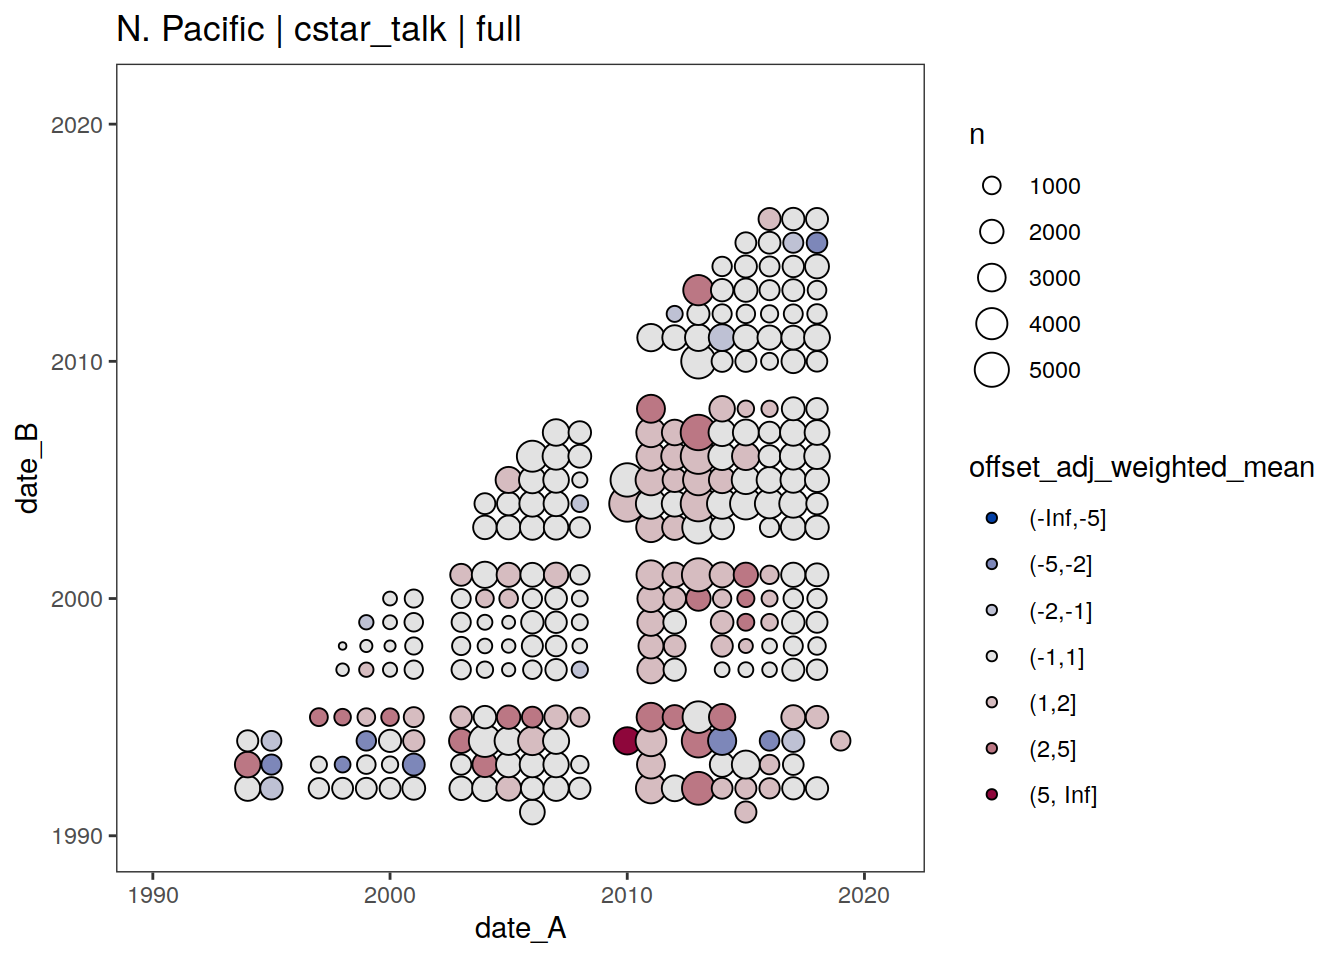 N. Pacific | cstar_talk | full
2020
2010
2000
1990
1990
2000
2010
2020
date_A
date_B
n
1000
2000
3000
4000
5000
offset_adj_weighted_mean
(-Inf,-5]
(-5,-2]
(-2,-1]
(-1,1]
(1,2]
(2,5]
(5, Inf]